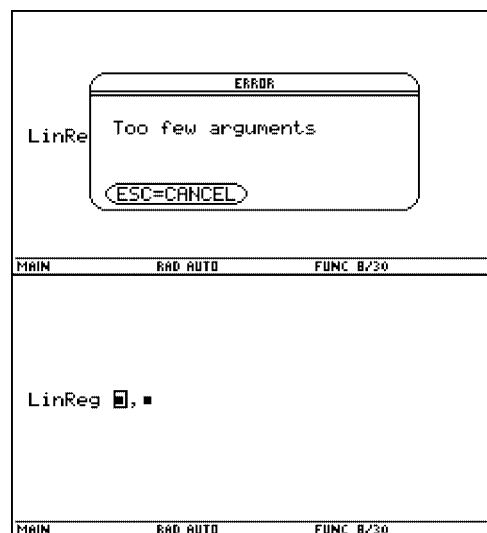 ERROR
LinRe Too few arguments
ESC=CANCEL
MAIN RAD AUTO FUNC 8/30
LinReg ,
MAIN RAD AUTO FUNC 8/30